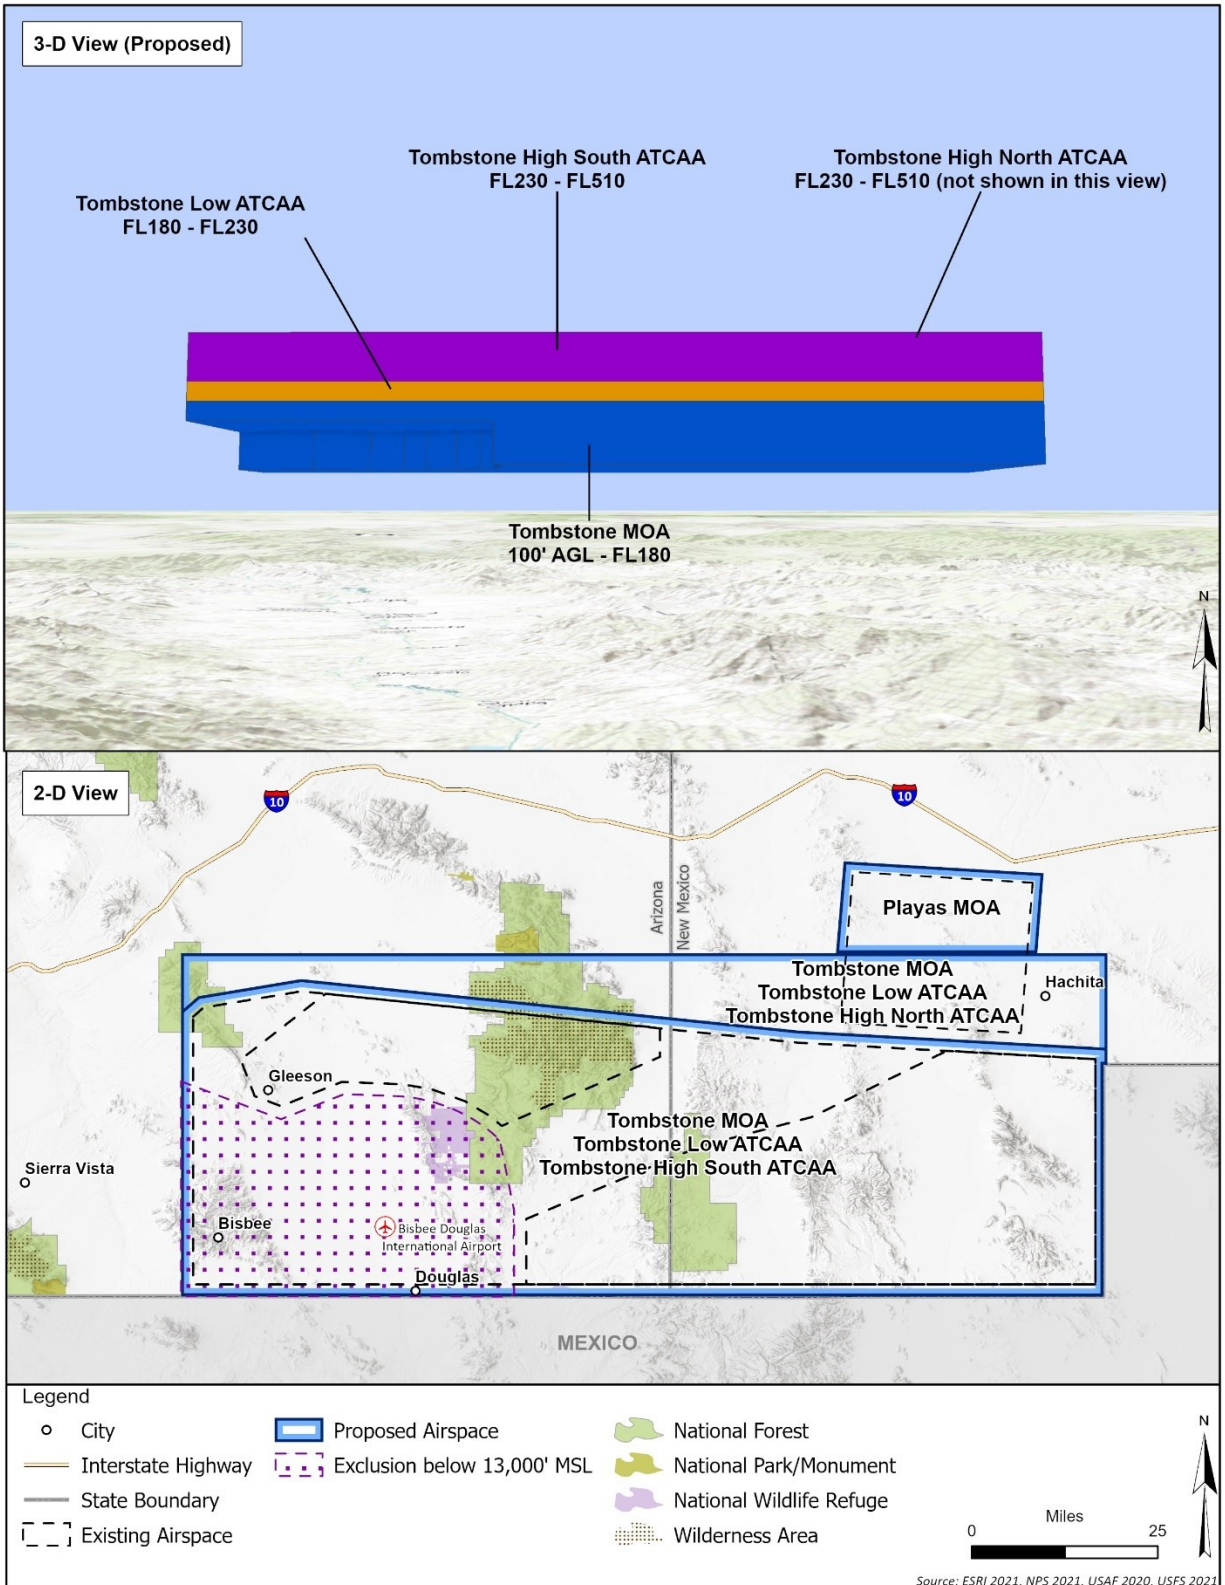 3-D View (Proposed)
Tombstone High South ATCAA
FL230 - FL510
Tombstone High North ATCAA
FL230 - FL510 (not shown in this view)
Tombstone Low ATCAA
FL180 - FL230
Tombstone MOA
100' AGL - FL180
N
2-D View
10
10
Arizona
New Mexico
Playas MOA
Tombstone MOA
Tombstone Low ATCAA
Tombstone High North ATCAA
Hachita
Gleeson
Tombstone MOA
Tombstone Low ATCAA
Tombstone High South ATCAA
Sierra Vista
Bisbee
Bisbee Douglas
International Airport
Douglas
MEXICO
Legend
City
Interstate Highway
State Boundary
Existing Airspace
Proposed Airspace
Exclusion below 13,000' MSL
National Forest
National Park/Monument
National Wildlife Refuge
Wilderness Area
N
Miles
0 25
Source: ESRI 2021, NPS 2021, USAF 2020, USFS 2021